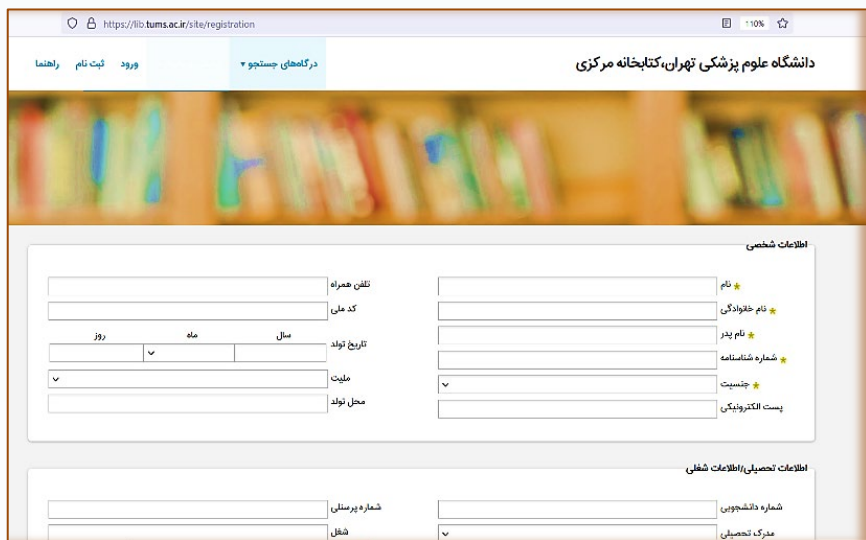 https://lib.tums.ac.ir/site/registration
110%
دانشگاه علوم پزشکی تهران،کتابخانه مرکزی
درگاه‌های جستجو ▾
ورود
ثبت نام
راهنما
اطلاعات شخصی
نام
نام خانوادگی
نام پدر
شماره شناسنامه
جنسیت
پست الکترونیکی
تلفن همراه
کد ملی
تاریخ تولد
سال ماه روز
ملیت
محل تولد
اطلاعات تحصیلی/اطلاعات شغلی
شماره دانشجویی
مدرک تحصیلی
شماره پرسنلی
شغل